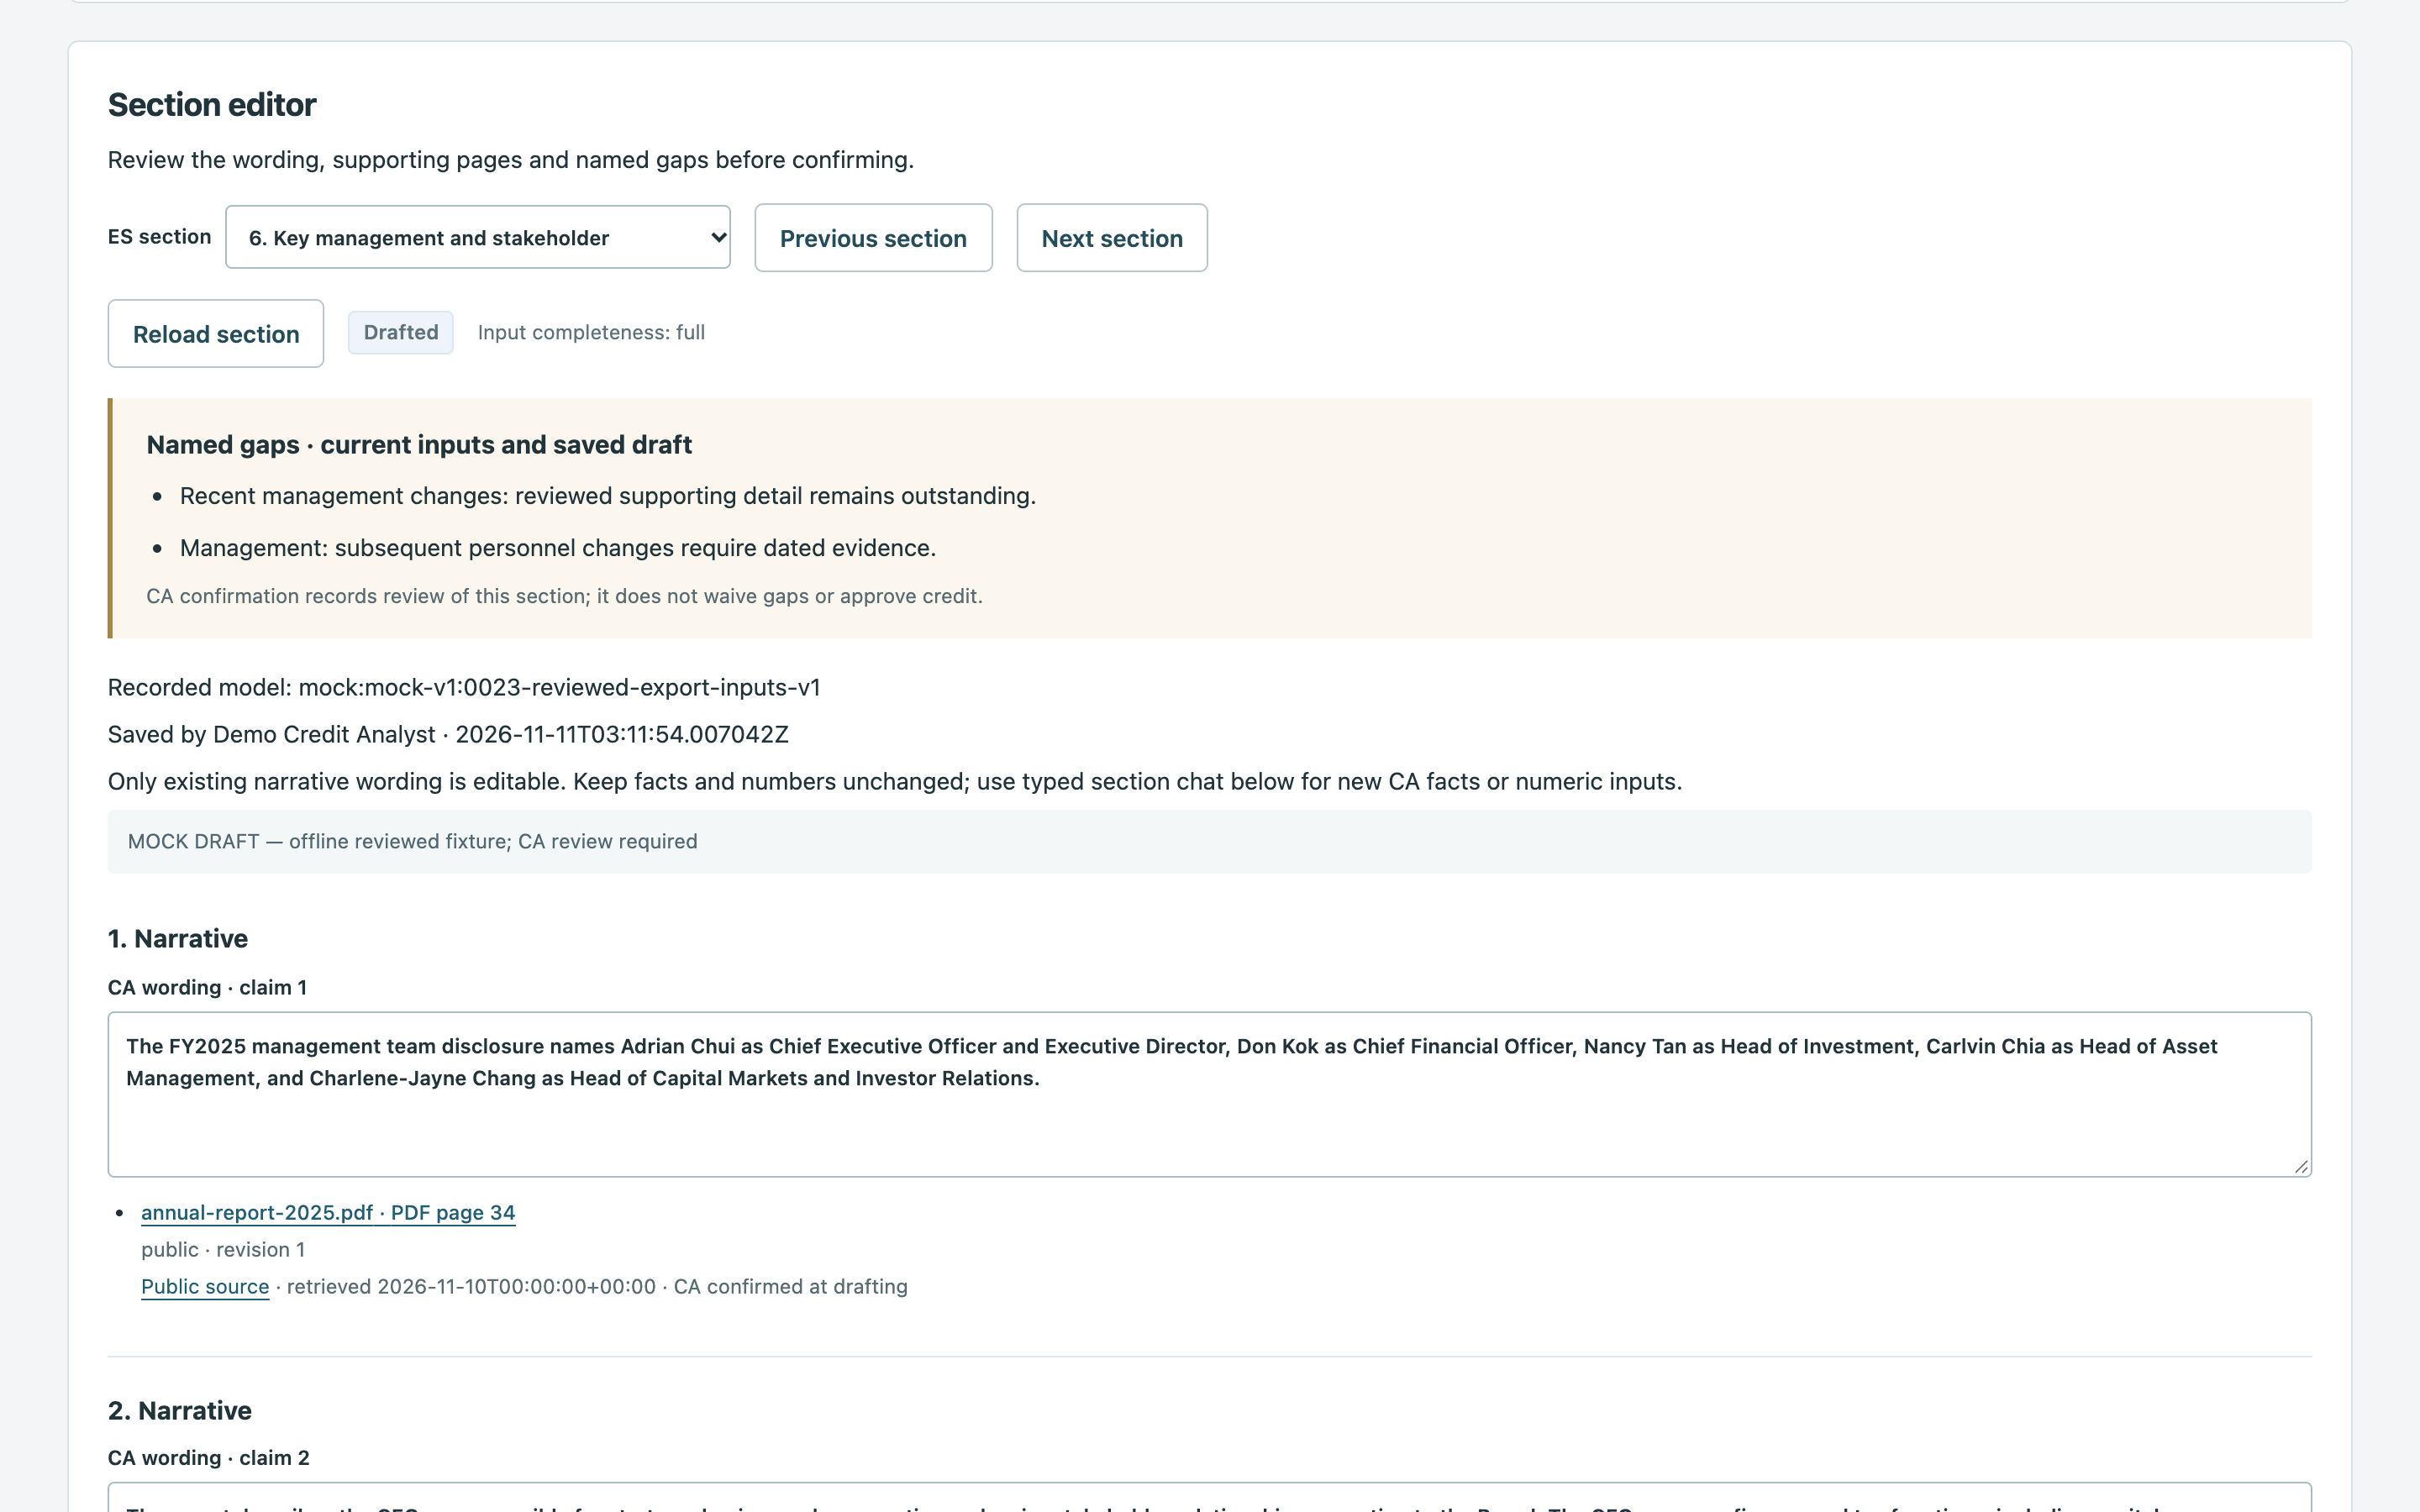 Section editor
Review the wording, supporting pages and named gaps before confirming.
ES section
6. Key management and stakeholder
Previous section
Next section
Reload section
Drafted
Input completeness: full
Named gaps · current inputs and saved draft
• Recent management changes: reviewed supporting detail remains outstanding.
• Management: subsequent personnel changes require dated evidence.
CA confirmation records review of this section; it does not waive gaps or approve credit.
Recorded model: mock:mock-v1:0023-reviewed-export-inputs-v1
Saved by Demo Credit Analyst · 2026-11-11T03:11:54.007042Z
Only existing narrative wording is editable. Keep facts and numbers unchanged; use typed section chat below for new CA facts or numeric inputs.
MOCK DRAFT — offline reviewed fixture; CA review required
1. Narrative
CA wording · claim 1
The FY2025 management team disclosure names Adrian Chui as Chief Executive Officer and Executive Director, Don Kok as Chief Financial Officer, Nancy Tan as Head of Investment, Carlvin Chia as Head of Asset
Management, and Charlene-Jayne Chang as Head of Capital Markets and Investor Relations.
• annual-report-2025.pdf · PDF page 34
public · revision 1
Public source · retrieved 2026-11-10T00:00:00+00:00 · CA confirmed at drafting
2. Narrative
CA wording · claim 2